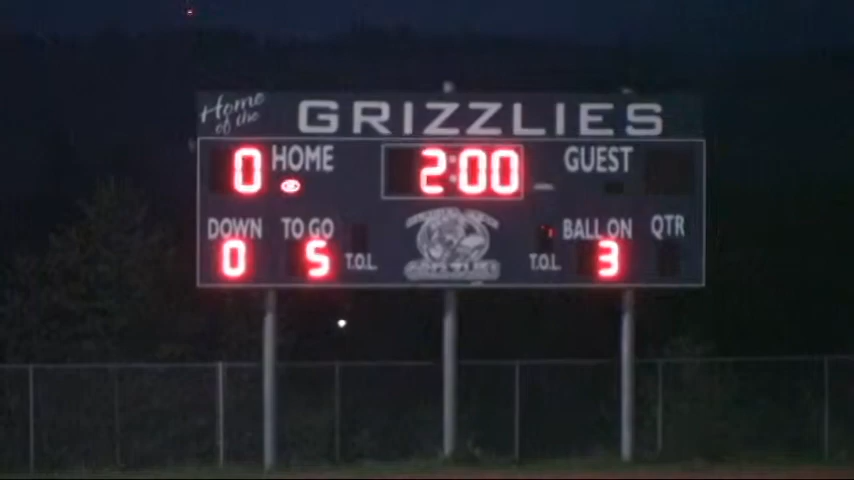 Home of the GRIZZLIES
0 HOME 2:00 GUEST
DOWN TO GO BALL ON QTR
0 5 T.O.L. T.O.L. 3